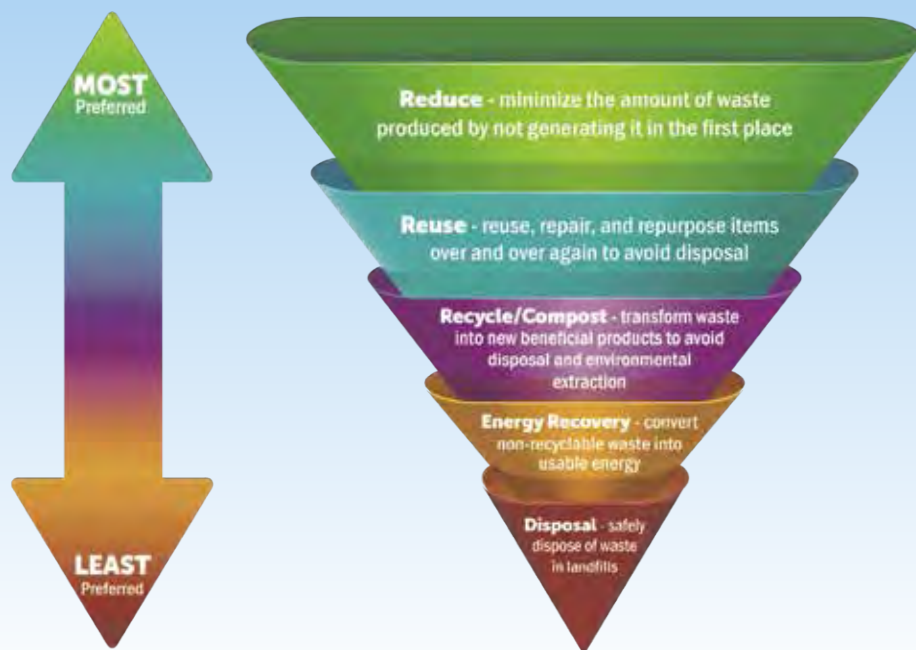 MOST
Preferred
Reduce - minimize the amount of waste
produced by not generating it in the first place
Reuse - reuse, repair, and repurpose items
over and over again to avoid disposal
Recycle/Compost - transform waste
into new beneficial products to avoid
disposal and environmental
extraction
Energy Recovery - convert
non-recyclable waste into
usable energy
Disposal - safely
dispose of waste
in landfills
LEAST
Preferred